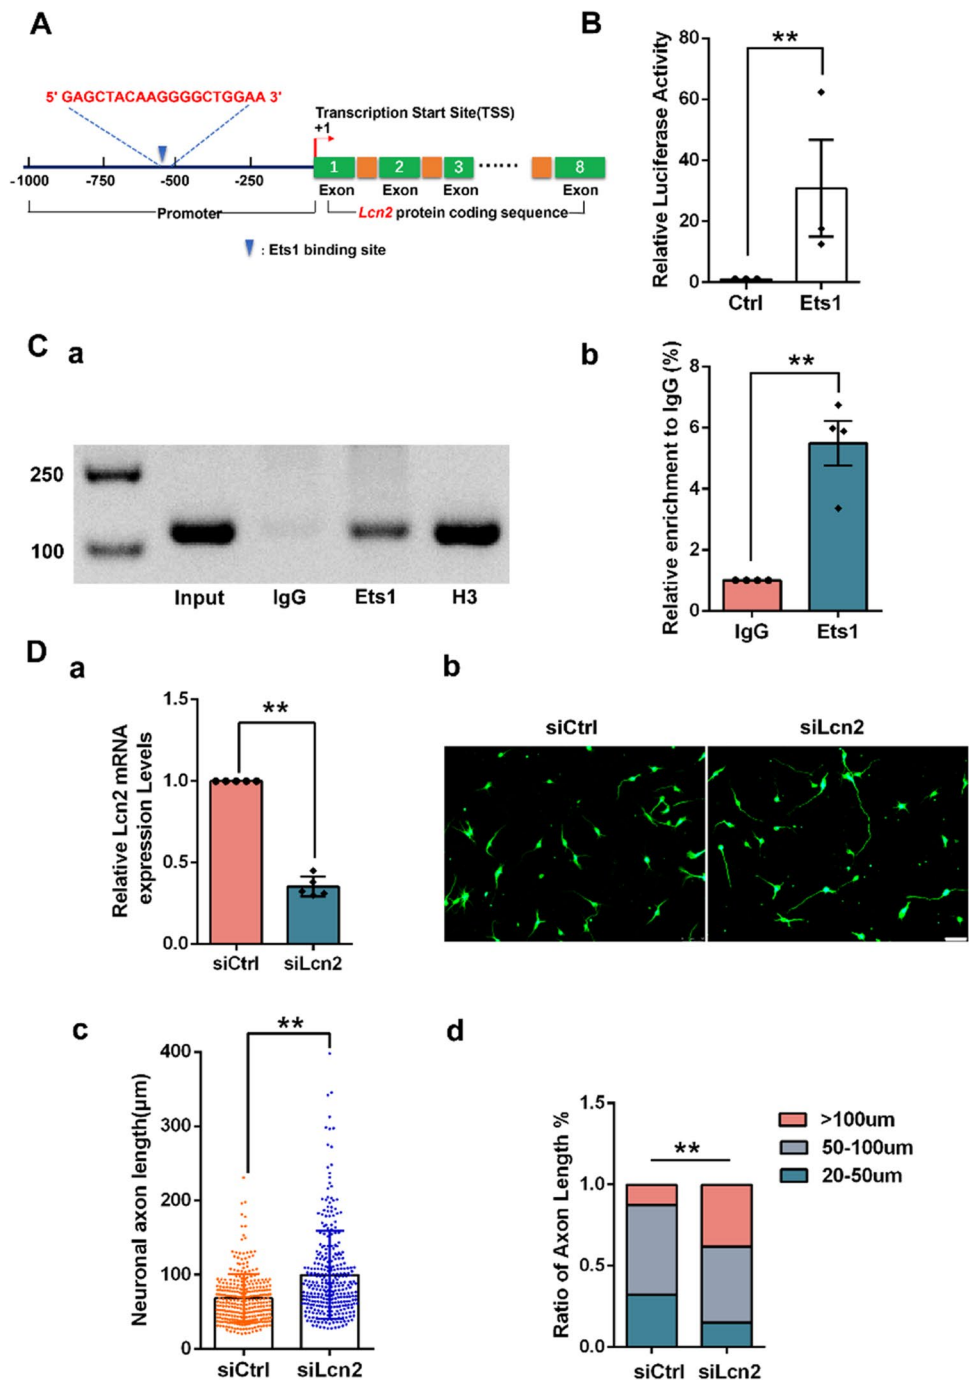 A
5' GAGCTACAAGGGGCTGGAA 3'
Transcription Start Site(TSS)
+1
1 2 3 ...... 8
-1000 -750 -500 -250
Exon Exon Exon Exon
Promoter
Lcn2 protein coding sequence
: Ets1 binding site
B
Relative Luciferase Activity
80
60
40
20
0
**
Ctrl Ets1
C
a
250
100
Input IgG Ets1 H3
b
Relative enrichment to IgG (%)
8
6
4
2
0
**
IgG Ets1
D
a
Relative Lcn2 mRNA
expression Levels
1.5
1.0
0.5
0.0
**
siCtrl siLcn2
b
siCtrl siLcn2
c
Neuronal axon length(μm)
400
300
200
100
0
**
siCtrl siLcn2
d
Ratio of Axon Length %
1.5
1.0
0.5
0.0
**
>100um
50-100um
20-50um
siCtrl siLcn2